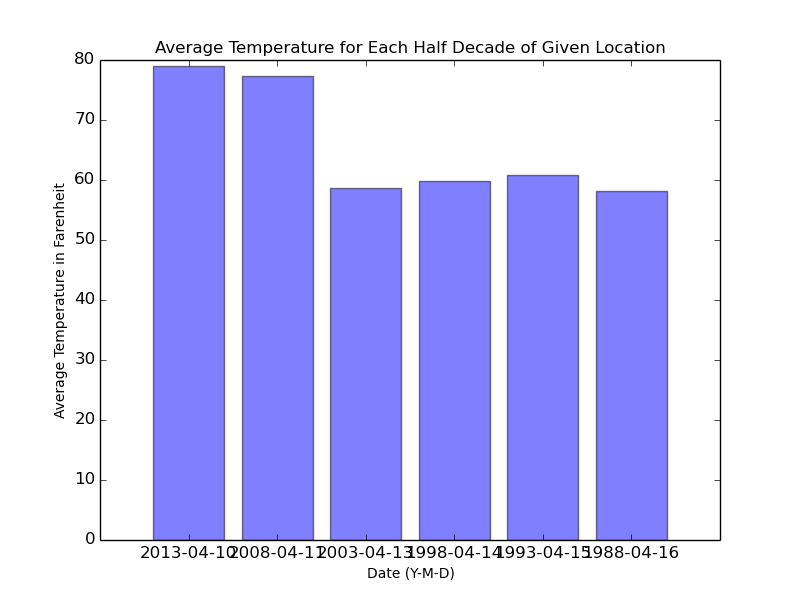 Average Temperature for Each Half Decade of Given Location
80
70
60
50
40
30
20
10
0
Average Temperature in Farenheit
2013-04-10 2008-04-11 2003-04-13 1998-04-14 1993-04-15 1988-04-16
Date (Y-M-D)